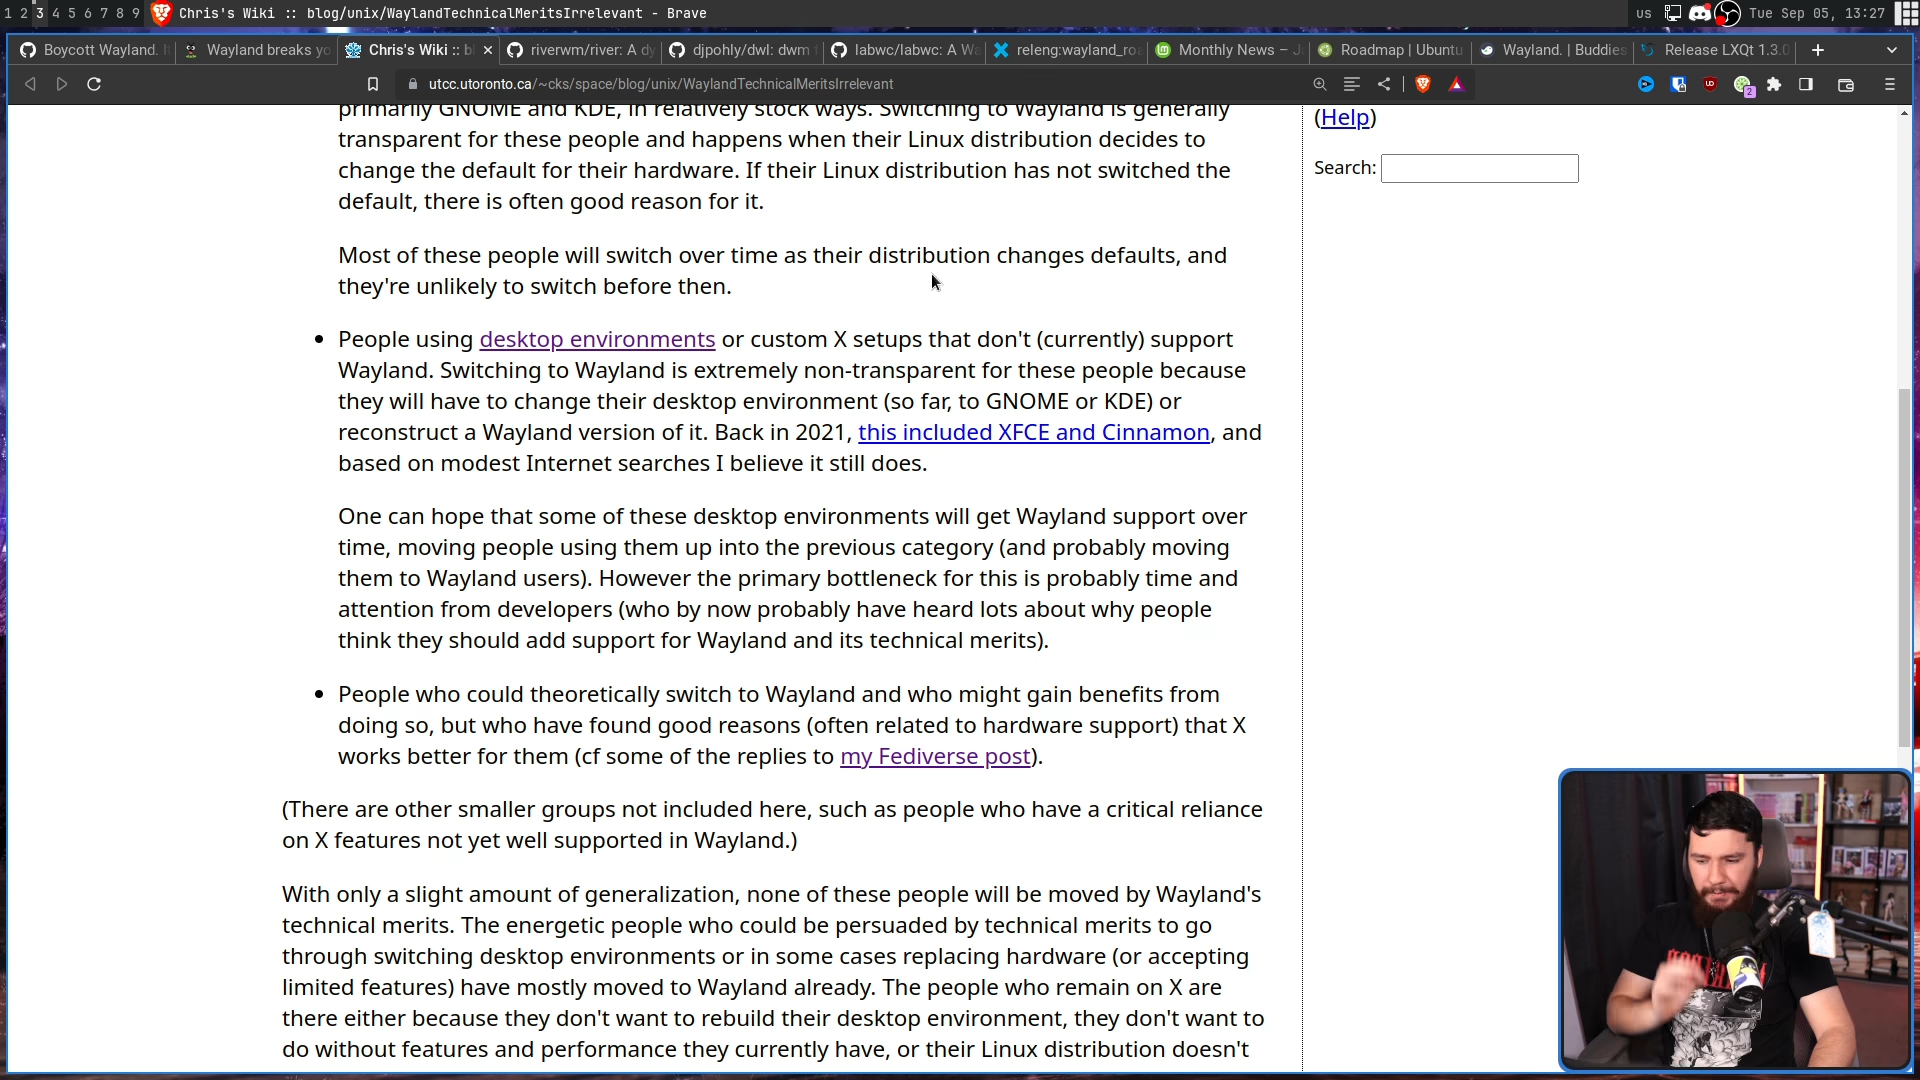 1 2 3 4 5 6 7 8 9 Chris's Wiki :: blog/unix/WaylandTechnicalMeritsIrrelevant - Brave us Tue Sep 05, 13:27
Boycott Wayland. Wayland breaks yo Chris's Wiki :: bl riverwm/river: A dy djpohly/dwl: dwm labwc/labwc: A Wa releng:wayland_roa Monthly News – Roadmap | Ubuntu Wayland. | Buddies Release LXQt 1.3.0
utcc.utoronto.ca/~cks/space/blog/unix/WaylandTechnicalMeritsIrrelevant
2
primarily GNOME and KDE, in relatively stock ways. Switching to Wayland is generally
transparent for these people and happens when their Linux distribution decides to
change the default for their hardware. If their Linux distribution has not switched the
default, there is often good reason for it.
Most of these people will switch over time as their distribution changes defaults, and
they're unlikely to switch before then.
• People using desktop environments or custom X setups that don't (currently) support
Wayland. Switching to Wayland is extremely non-transparent for these people because
they will have to change their desktop environment (so far, to GNOME or KDE) or
reconstruct a Wayland version of it. Back in 2021, this included XFCE and Cinnamon, and
based on modest Internet searches I believe it still does.
One can hope that some of these desktop environments will get Wayland support over
time, moving people using them up into the previous category (and probably moving
them to Wayland users). However the primary bottleneck for this is probably time and
attention from developers (who by now probably have heard lots about why people
think they should add support for Wayland and its technical merits).
• People who could theoretically switch to Wayland and who might gain benefits from
doing so, but who have found good reasons (often related to hardware support) that X
works better for them (cf some of the replies to my Fediverse post).
(There are other smaller groups not included here, such as people who have a critical reliance
on X features not yet well supported in Wayland.)
With only a slight amount of generalization, none of these people will be moved by Wayland's
technical merits. The energetic people who could be persuaded by technical merits to go
through switching desktop environments or in some cases replacing hardware (or accepting
limited features) have mostly moved to Wayland already. The people who remain on X are
there either because they don't want to rebuild their desktop environment, they don't want to
do without features and performance they currently have, or their Linux distribution doesn't
(Help)
Search: